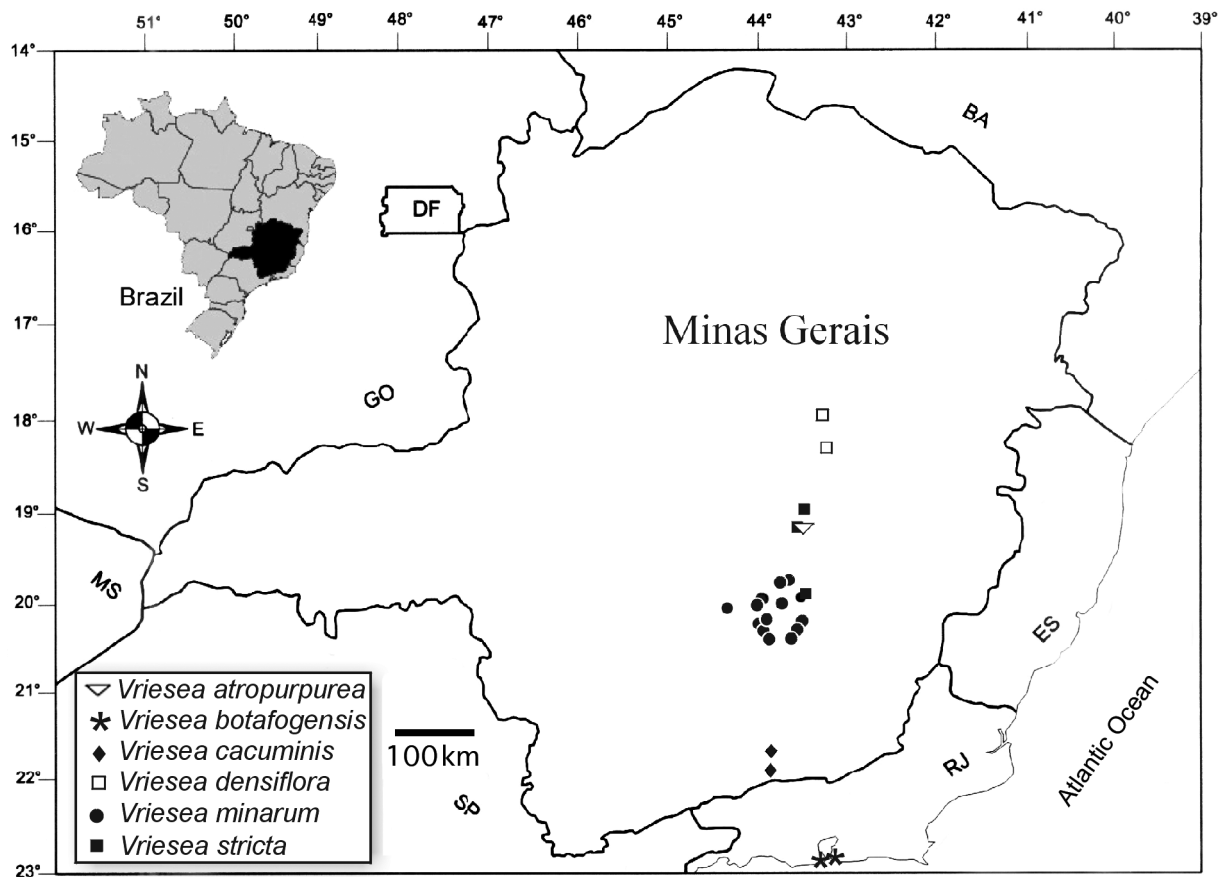 51° 50° 49° 48° 47° 46° 45° 44° 43° 42° 41° 40° 39°
14°
15°
16°
17°
18°
19°
20°
21°
22°
23°
BA
DF
Brazil
Minas Gerais
N
GO
W E
S
MS
ES
Vriesea atropurpurea
Vriesea botafogensis
Vriesea cacuminis
Vriesea densiflora
Vriesea minarum
Vriesea stricta
100 km
SP
RJ
Atlantic Ocean